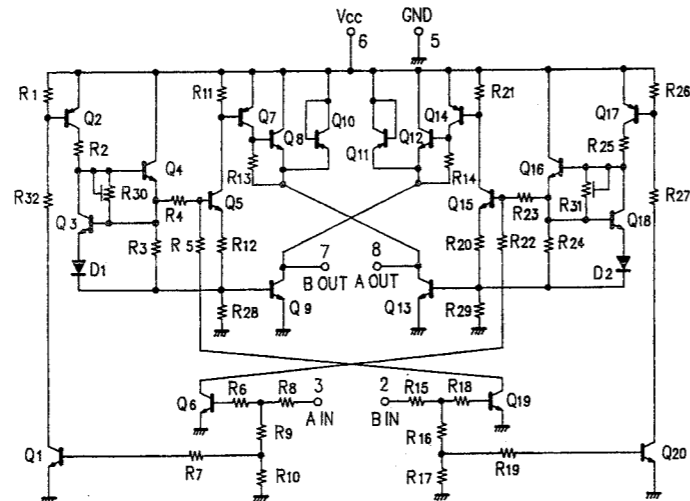 Vcc GND
6 5
R1 Q2 R11 Q7 Q8 Q10 Q11 Q12 Q14 R21 Q17 R26
R2 Q4 R13 R14 Q16 R25
R32 R30 R4 Q5 Q15 R23 R31 R27
Q3 R3 R5 R12 R20 R22 R24 Q18
D1 7 8 D2
B OUT A OUT
R28 Q9 Q13 R29
R6 R8 3 2 R15 R18
Q6 A IN B IN Q19
R9 R16
Q1 R7 R10 R17 R19 Q20